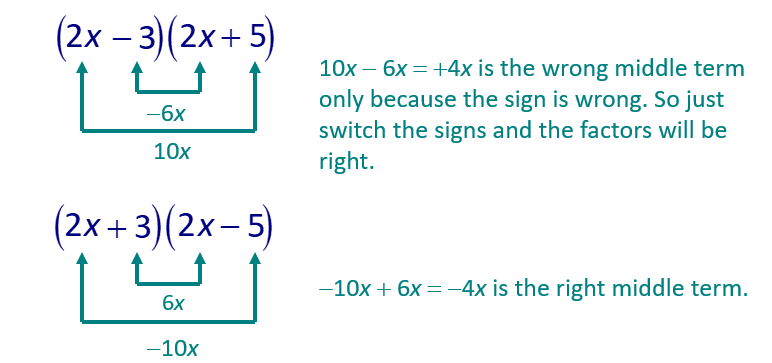 (2x – 3)(2x + 5)
–6x
10x
10x – 6x = +4x is the wrong middle term
only because the sign is wrong. So just
switch the signs and the factors will be
right.
(2x + 3)(2x – 5)
6x
–10x
–10x + 6x = –4x is the right middle term.